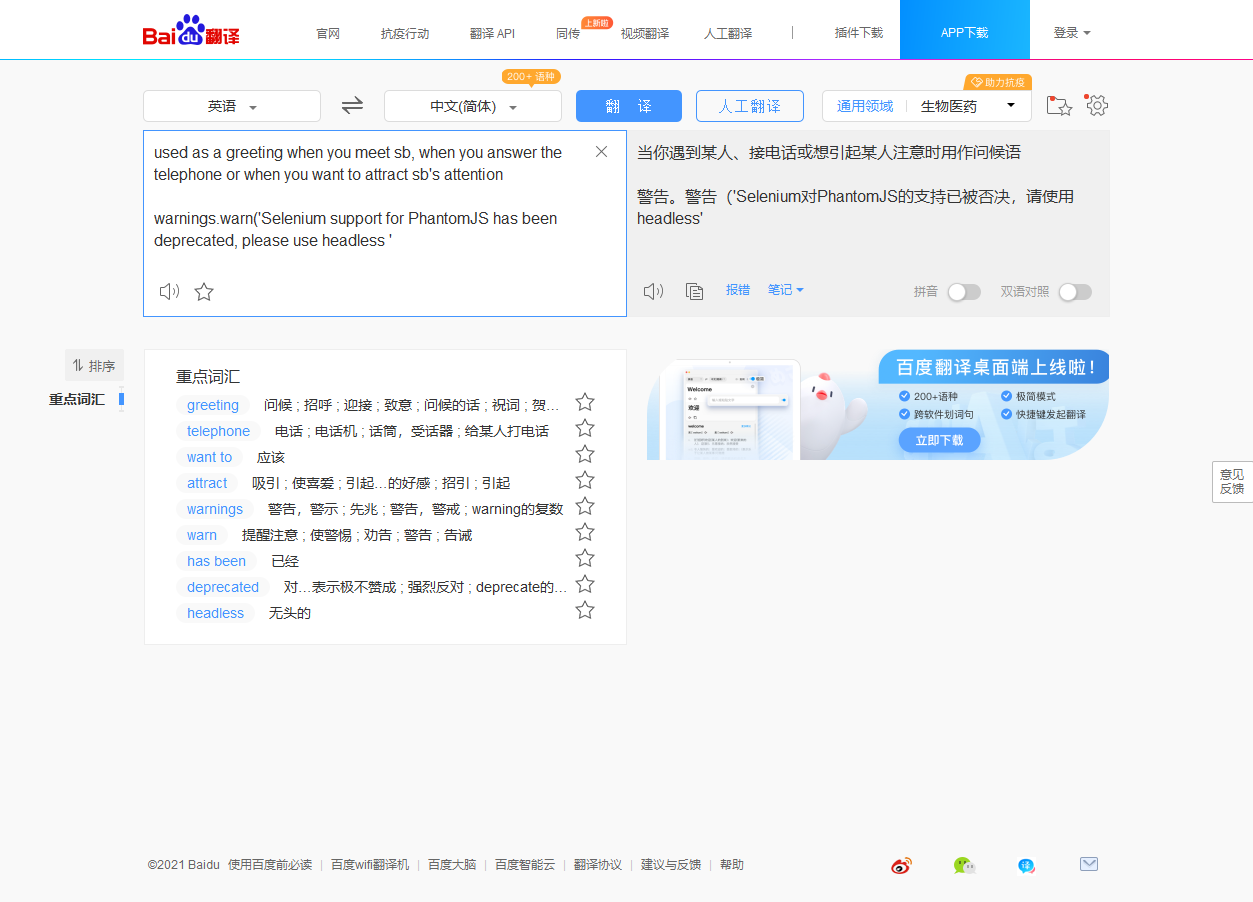 Baidu翻译
官网
抗疫行动
翻译 API
同传
上新啦
视频翻译
人工翻译
插件下载
APP下载
登录
200+ 语种
助力抗疫
英语
中文(简体)
翻 译
人工翻译
通用领域
生物医药
used as a greeting when you meet sb, when you answer the
telephone or when you want to attract sb's attention
warnings.warn('Selenium support for PhantomJS has been
deprecated, please use headless '
当你遇到某人、接电话或想引起某人注意时用作问候语
警告。警告（'Selenium对PhantomJS的支持已被否决，请使用
headless'
报错
笔记
拼音
双语对照
排序
重点词汇
重点词汇
greeting 问候 ; 招呼 ; 迎接 ; 致意 ; 问候的话 ; 祝词 ; 贺…
telephone 电话 ; 电话机 ; 话筒，受话器 ; 给某人打电话
want to 应该
attract 吸引 ; 使喜爱 ; 引起…的好感 ; 招引 ; 引起
warnings 警告，警示 ; 先兆 ; 警告，警戒 ; warning的复数
warn 提醒注意 ; 使警惕 ; 劝告 ; 警告 ; 告诫
has been 已经
deprecated 对…表示极不赞成 ; 强烈反对 ; deprecate的…
headless 无头的
Welcome
欢迎
welcome
百度翻译桌面端上线啦！
200+语种
极简模式
跨软件划词句
快捷键发起翻译
立即下载
意见
反馈
©2021 Baidu 使用百度前必读 | 百度wifi翻译机 | 百度大脑 | 百度智能云 | 翻译协议 | 建议与反馈 | 帮助
译